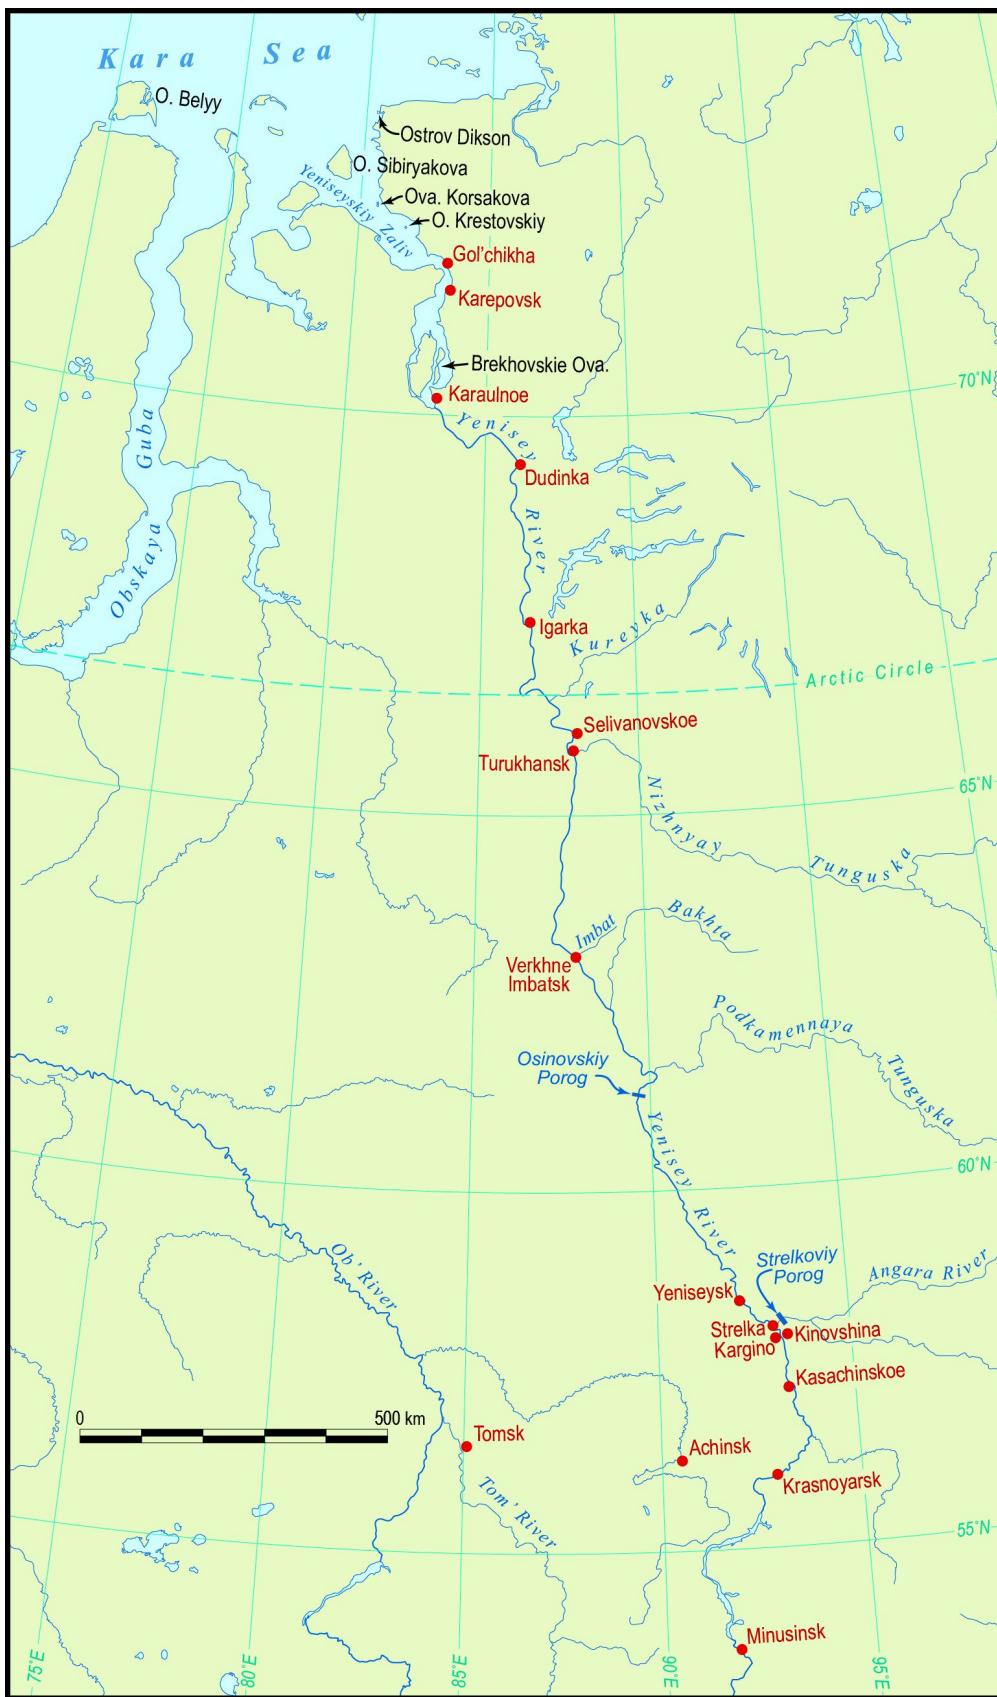 Kara Sea
O. Belyy
Ostrov Dikson
O. Sibiryakova
Yeniseyskiy Zaliv
Ova. Korsakova
O. Krestovskiy
Gol'chikha
Karepovsk
Brekhovskie Ova.
70°N
Karaulnoe
Yenisey
River
Dudinka
Obskaya Guba
Igarka
Kureyka
Arctic Circle
Selivanovskoe
Turukhansk
65°N
Nizhnyay
Tunguska
Bakhta
Imbat
Verkhne
Imbatsk
Podkamennaya
Tunguska
Osinovskiy
Porog
Yenisey
River
60°N
Ob' River
Strelkoviy
Porog
Angara River
Yeniseysk
Strelka
Kargino
Kinovshina
Kasachinskoe
0 500 km
Tomsk
Achinsk
Krasnoyarsk
Tom' River
55°N
Minusinsk
75°E
80°E
85°E
90°E
95°E